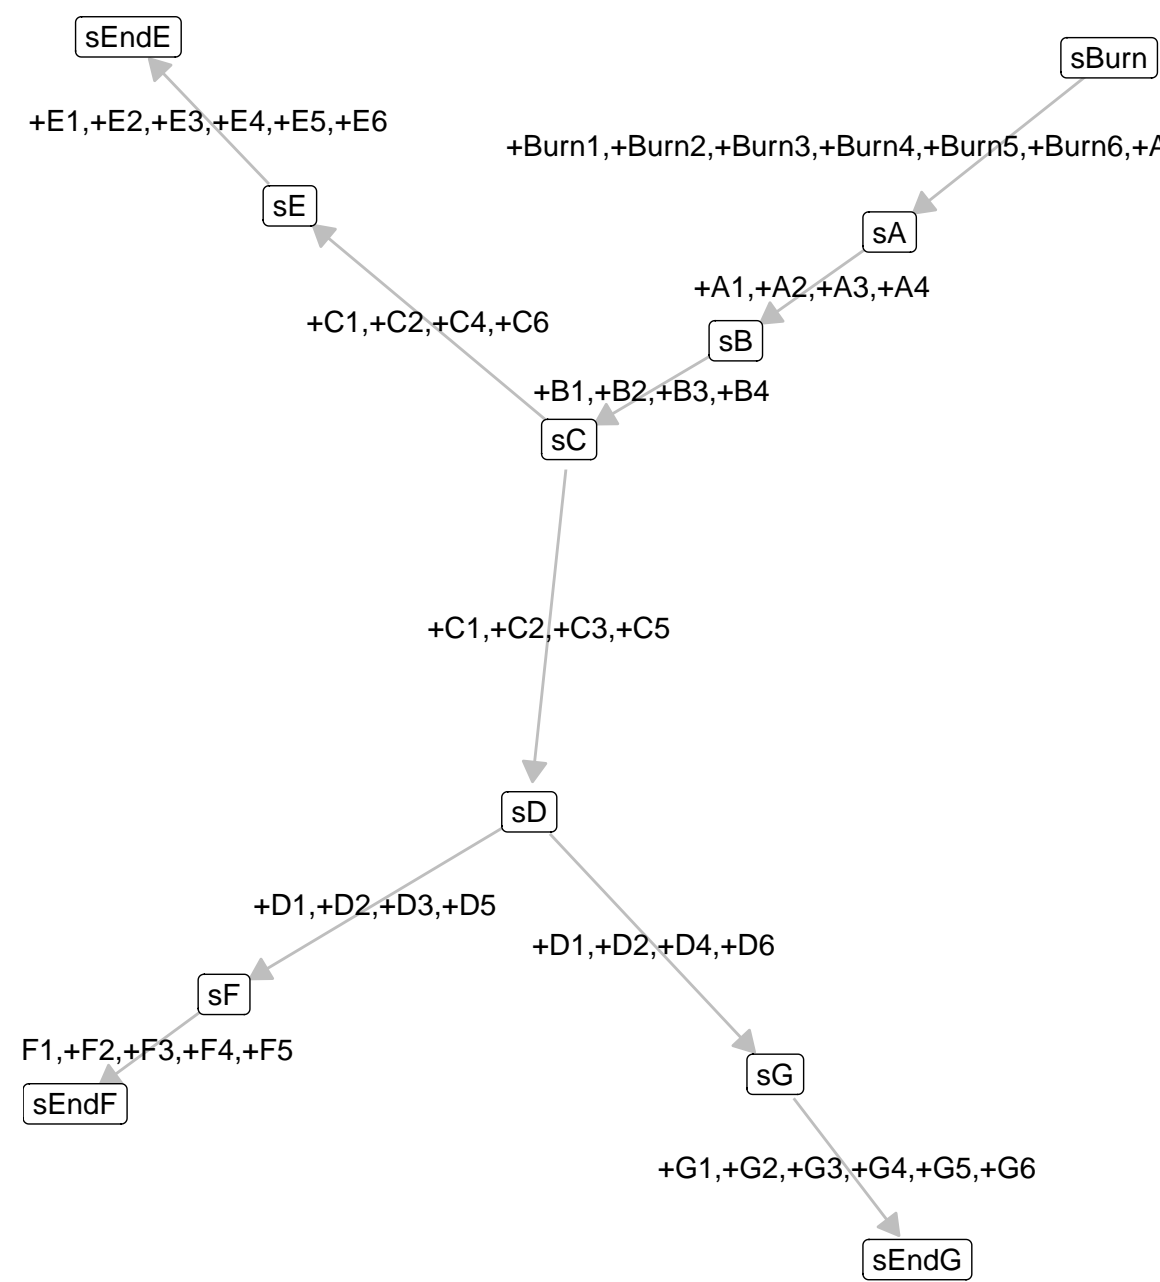 sEndE
sBurn
+E1,+E2,+E3,+E4,+E5,+E6
+Burn1,+Burn2,+Burn3,+Burn4,+Burn5,+Burn6,+A
sE
sA
+A1,+A2,+A3,+A4
+C1,+C2,+C4,+C6
sB
+B1,+B2,+B3,+B4
sC
+C1,+C2,+C3,+C5
sD
+D1,+D2,+D3,+D5
+D1,+D2,+D4,+D6
sF
F1,+F2,+F3,+F4,+F5
sG
sEndF
+G1,+G2,+G3,+G4,+G5,+G6
sEndG